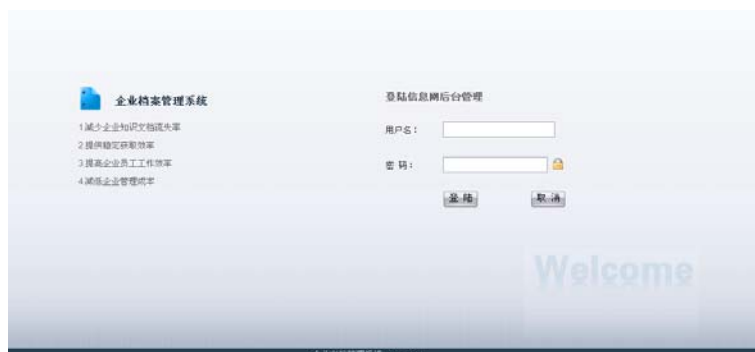 企业档案管理系统
1减少企业知识文档流失率
2提供稳定获取效率
3提高企业员工工作效率
4减低企业管理成本
登陆信息网后台管理
用户名：
密 码：
登 陆
取 消
Welcome